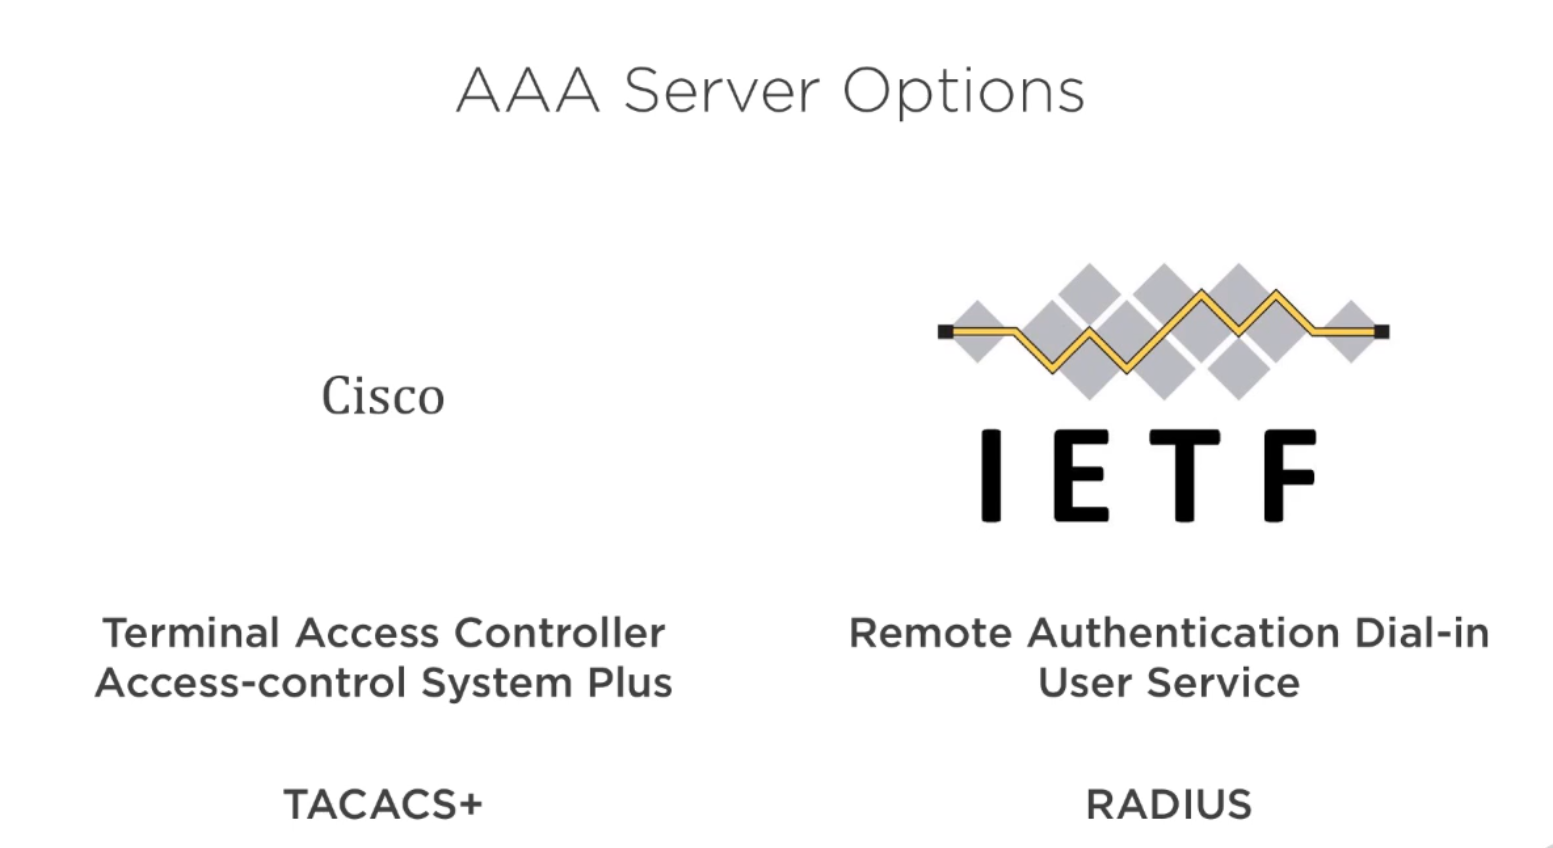 AAA Server Options
Cisco
IETF
Terminal Access Controller
Access-control System Plus
Remote Authentication Dial-in
User Service
TACACS+
RADIUS